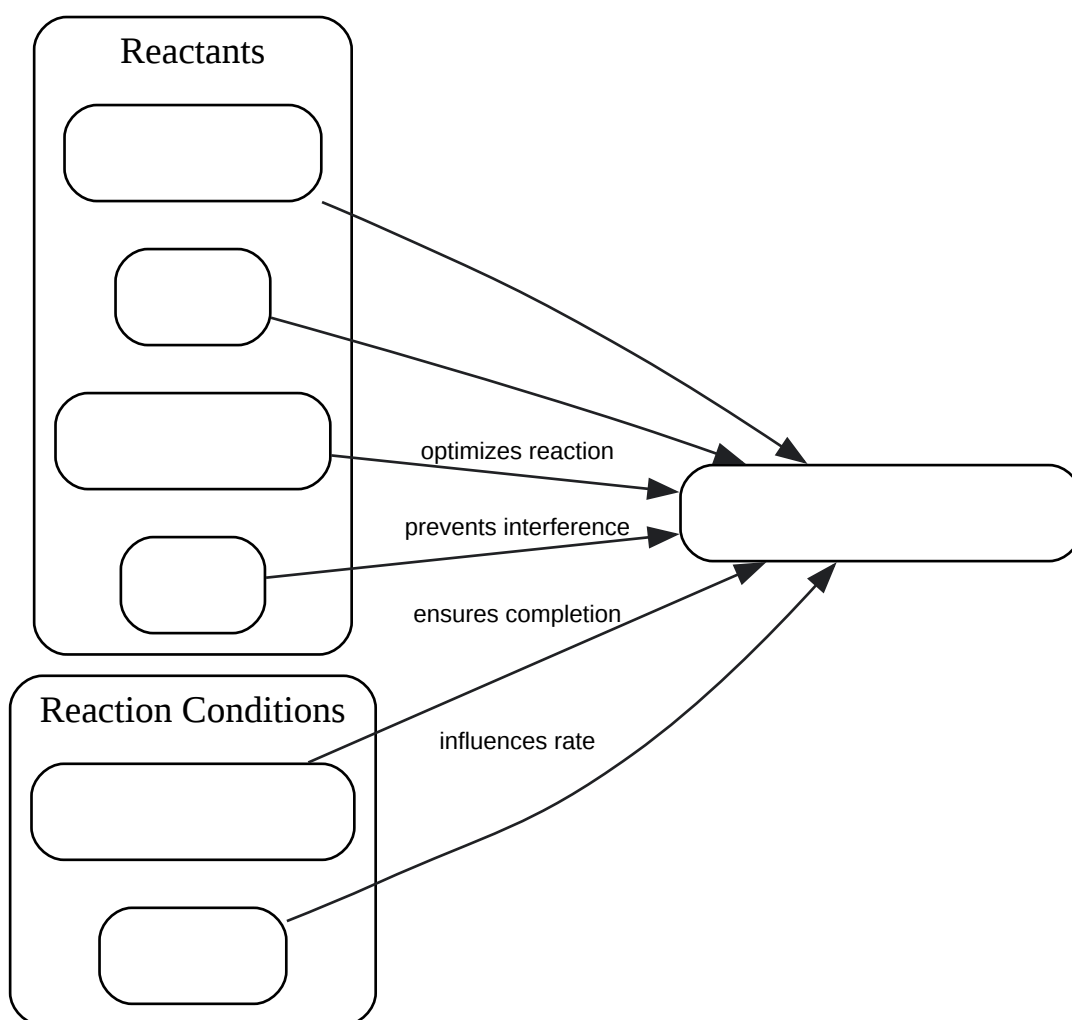 Reactants
optimizes reaction
prevents interference
ensures completion
Reaction Conditions
influences rate